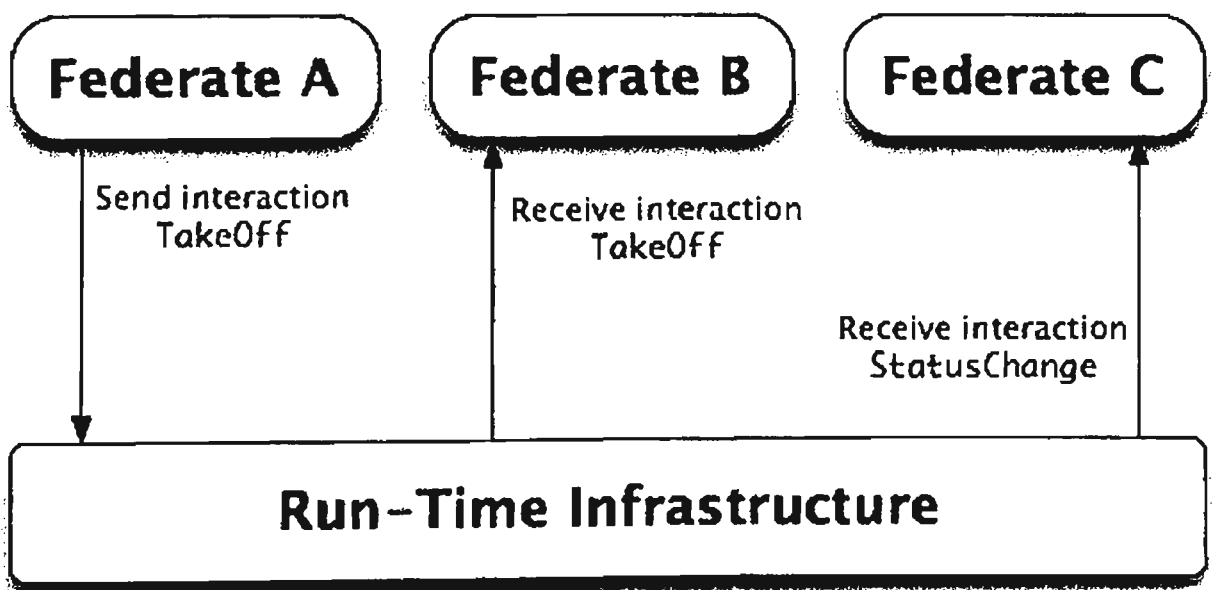 Federate A
Federate B
Federate C
Send interaction
TakeOff
Receive interaction
TakeOff
Receive interaction
StatusChange
Run-Time Infrastructure